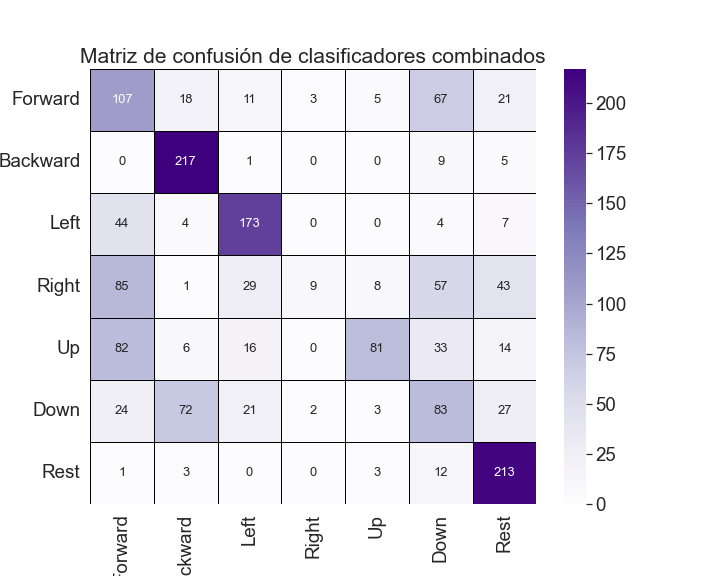 Matriz de confusión de clasificadores combinados
Forward 107 18 11 3 5 67 21
Backward 0 217 1 0 0 9 5
Left 44 4 173 0 0 4 7
Right 85 1 29 9 8 57 43
Up 82 6 16 0 81 33 14
Down 24 72 21 2 3 83 27
Rest 1 3 0 0 3 12 213
Forward ckward Left Right Up Down Rest
200
175
150
125
100
75
50
25
0